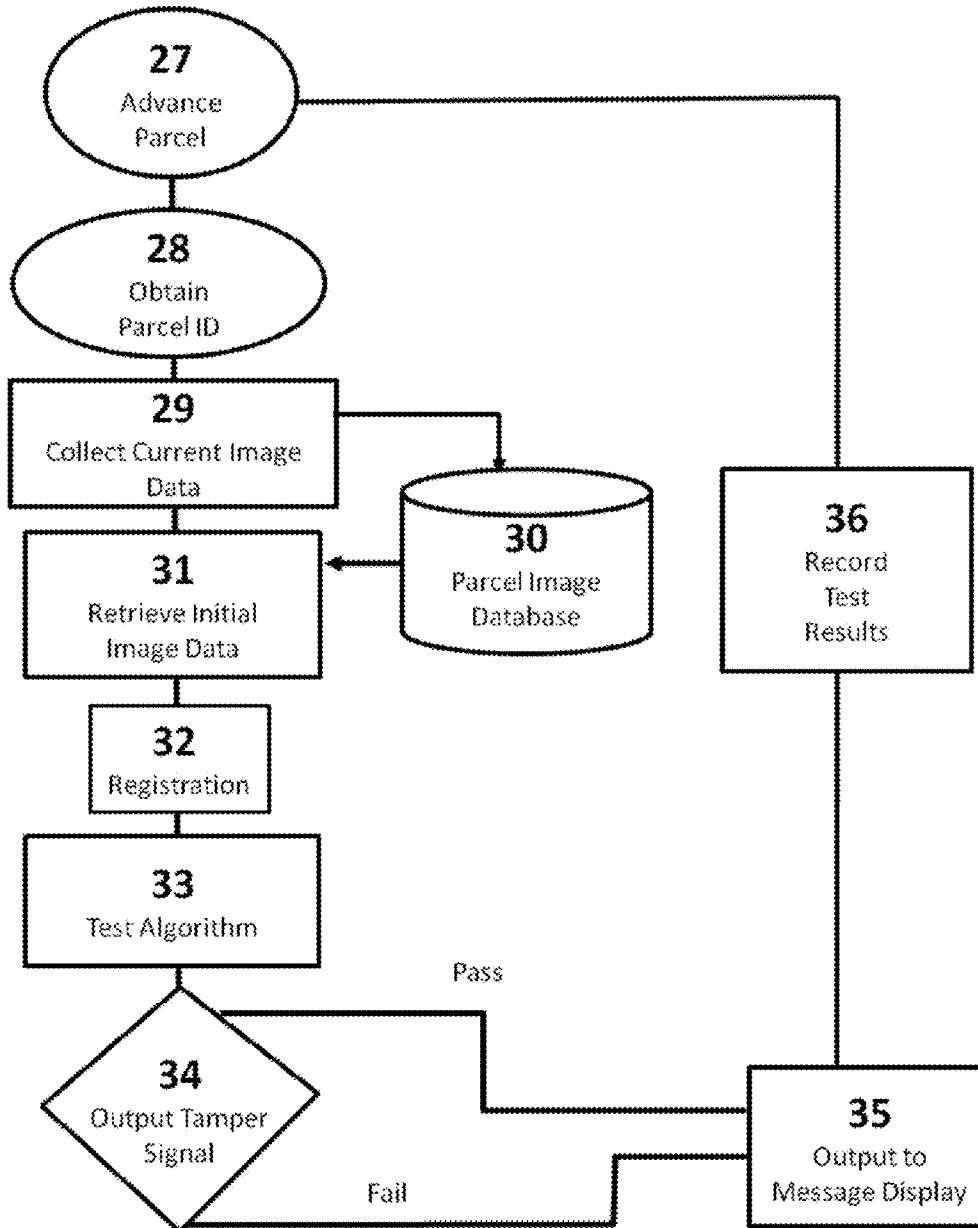 27
Advance
Parcel
28
Obtain
Parcel ID
29
Collect Current Image
Data
30
Parcel Image
Database
31
Retrieve Initial
Image Data
36
Record
Test
Results
32
Registration
33
Test Algorithm
Pass
34
Output Tamper
Signal
Fail
35
Output to
Message Display